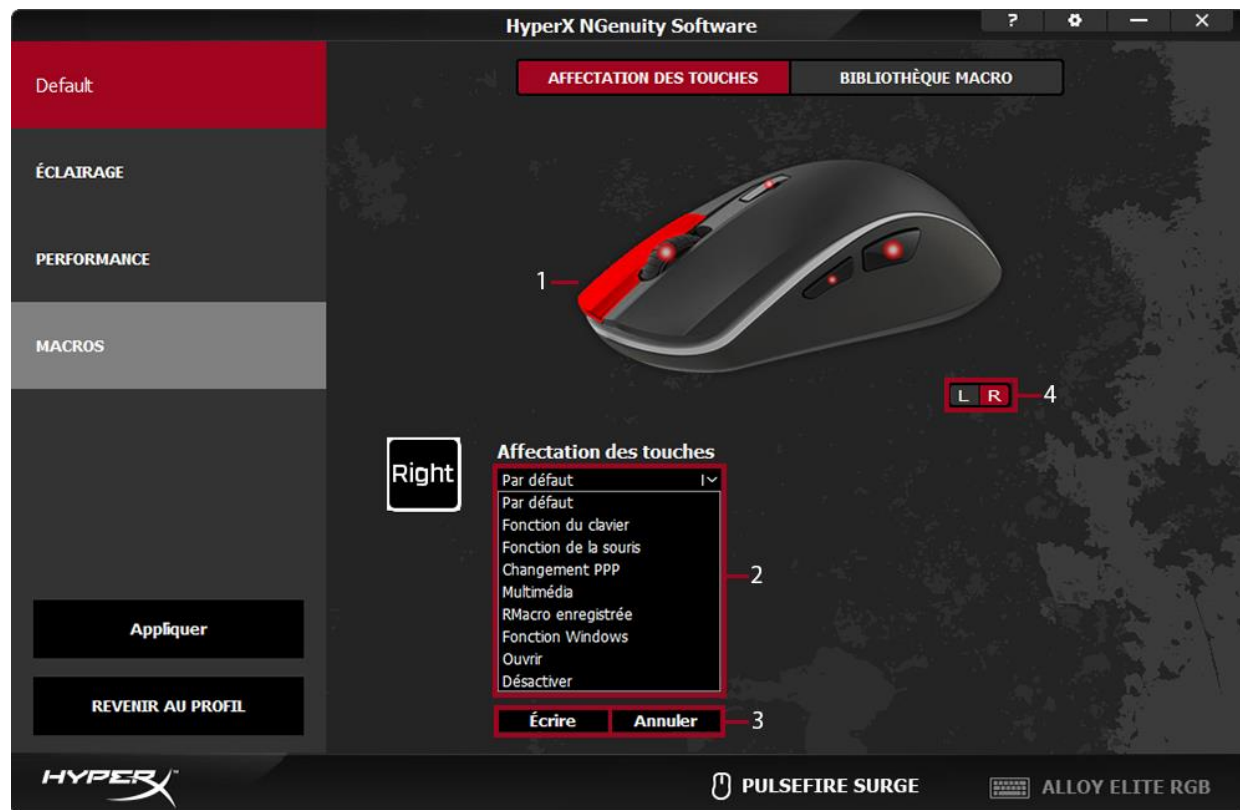 HyperX NGenuity Software
?
Default
AFFECTATION DES TOUCHES
BIBLIOTHÈQUE MACRO
ÉCLAIRAGE
PERFORMANCE
MACROS
1
L R
4
Right
Affectation des touches
Par défaut
Par défaut
Fonction du clavier
Fonction de la souris
Changement PPP
Multimédia
RMacro enregistrée
Fonction Windows
Ouvrir
Désactiver
2
Écrire
Annuler
3
Appliquer
REVENIR AU PROFIL
HYPERX
PULSEFIRE SURGE
ALLOY ELITE RGB